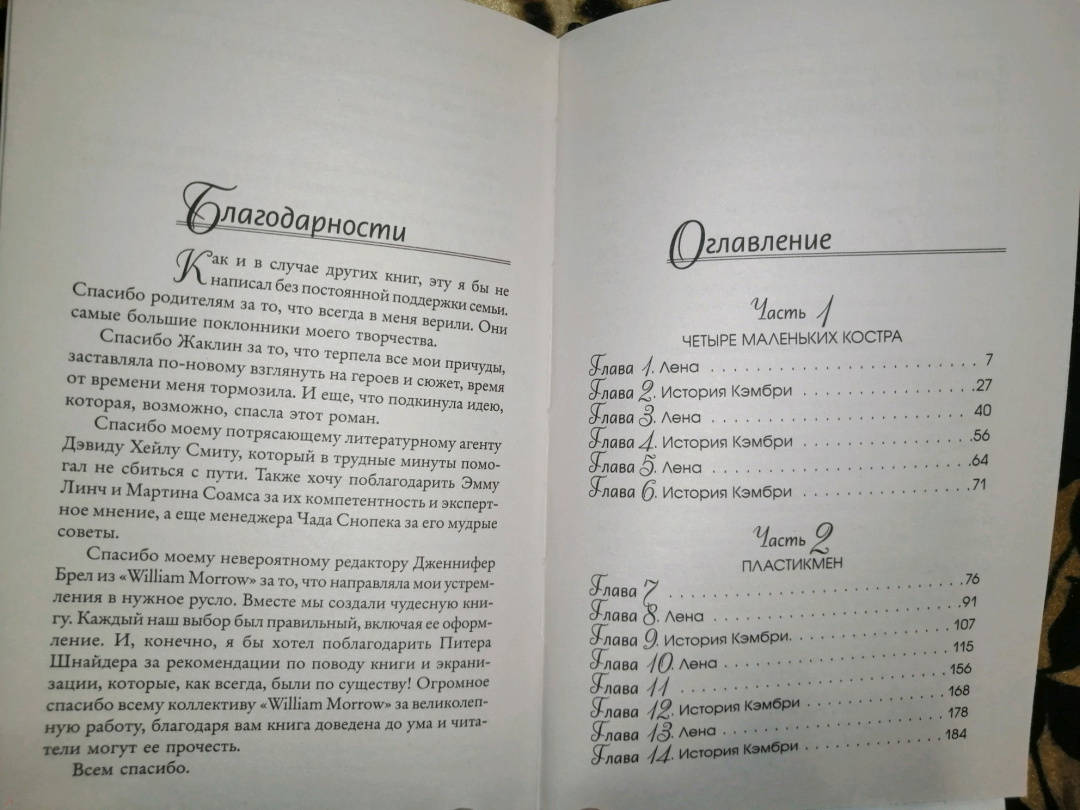 Благодарности
Как и в случае других книг, эту я бы не
написал без постоянной поддержки семьи.
Спасибо родителям за то, что всегда в меня верили. Они
самые большие поклонники моего творчества.
Спасибо Жаклин за то, что терпела все мои причуды,
заставляла по-новому взглянуть на героев и сюжет, время
от времени меня тормозила. И еще, что подкинула идею,
которая, возможно, спасла этот роман.
Спасибо моему потрясающему литературному агенту
Дэвиду Хейлу Смиту, который в трудные минуты помо-
гал не сбиться с пути. Также хочу поблагодарить Эмму
Линч и Мартина Соамса за их компетентность и эксперт-
ное мнение, а еще менеджера Чада Снопека за его мудрые
советы.
Спасибо моему невероятному редактору Дженнифер
Брел из «William Morrow» за то, что направляла мои устрем-
ления в нужное русло. Вместе мы создали чудесную кни-
гу. Каждый наш выбор был правильный, включая ее оформ-
ление. И, конечно, я бы хотел поблагодарить Питера
Шнайдера за рекомендации по поводу книги и экрани-
зации, которые, как всегда, были по существу! Огромное
спасибо всему коллективу «William Morrow» за великолеп-
ную работу, благодаря вам книга доведена до ума и чита-
тели могут ее прочесть.
Всем спасибо.
Оглавление
Часть 1
ЧЕТЫРЕ МАЛЕНЬКИХ КОСТРА
Глава 1. Лена . . . . . . . . . . . . . . . . . . . . 7
Глава 2. История Кэмбри . . . . . . . . . . . . . .27
Глава 3. Лена . . . . . . . . . . . . . . . . . . . 40
Глава 4. История Кэмбри . . . . . . . . . . . . . .56
Глава 5. Лена . . . . . . . . . . . . . . . . . . .64
Глава 6. История Кэмбри . . . . . . . . . . . . . .71
Часть 2
ПЛАСТИКМЕН
Глава 7 . . . . . . . . . . . . . . . . . . . . . .76
Глава 8. Лена . . . . . . . . . . . . . . . . . . .91
Глава 9. История Кэмбри. . . . . . . . . . . . . . 107
Глава 10. Лена . . . . . . . . . . . . . . . . . . 115
Глава 11 . . . . . . . . . . . . . . . . . . . . . 156
Глава 12. История Кэмбри . . . . . . . . . . . . . 168
Глава 13. Лена . . . . . . . . . . . . . . . . . . 178
Глава 14. История Кэмбри . . . . . . . . . . . . . 184